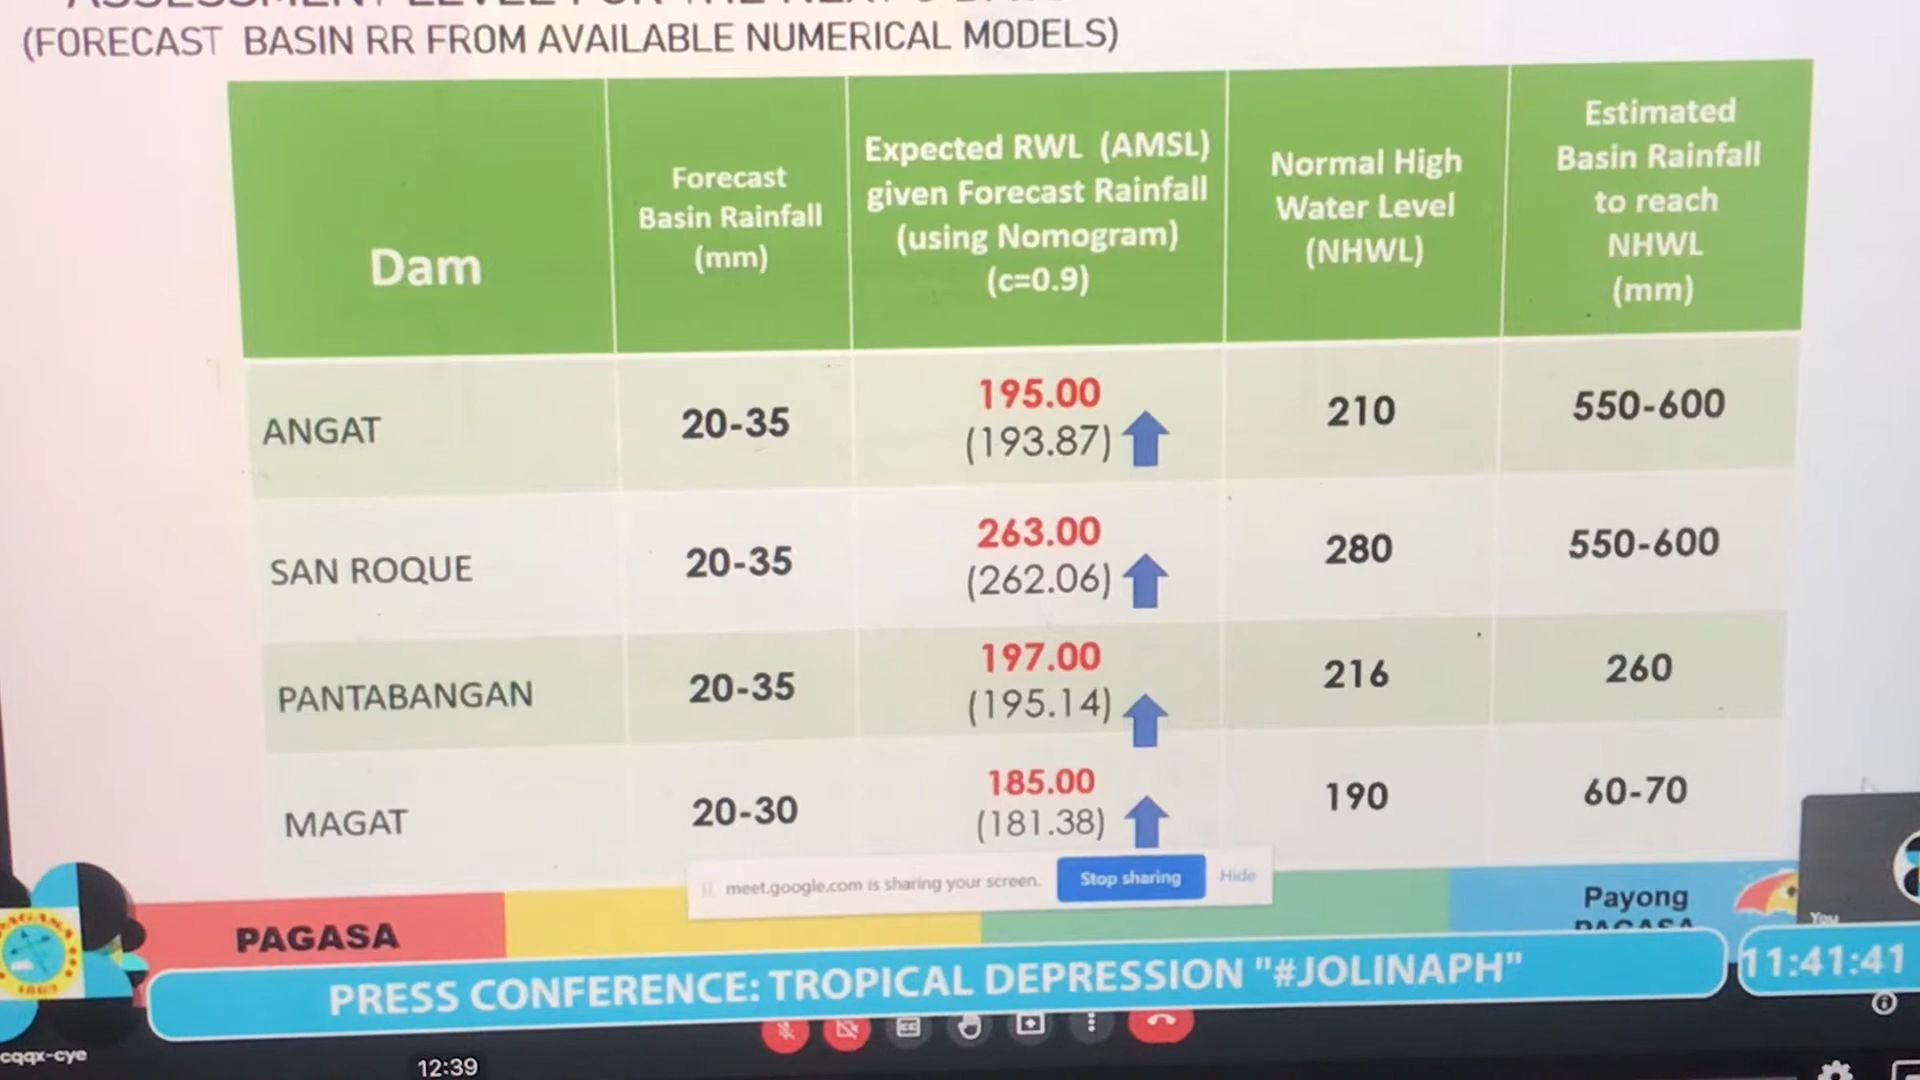 (FORECAST BASIN RR FROM AVAILABLE NUMERICAL MODELS)
Dam
Forecast
Basin Rainfall
(mm)
Expected RWL (AMSL)
given Forecast Rainfall
(using Nomogram)
(c=0.9)
Normal High
Water Level
(NHWL)
Estimated
Basin Rainfall
to reach
NHWL
(mm)
ANGAT
20-35
195.00
(193.87)
210
550-600
SAN ROQUE
20-35
263.00
(262.06)
280
550-600
PANTABANGAN
20-35
197.00
(195.14)
216
260
MAGAT
20-30
185.00
(181.38)
190
60-70
meet.google.com is sharing your screen.
Stop sharing
Hide
PAGASA
Payong
PAGASA
You
PRESS CONFERENCE: TROPICAL DEPRESSION "#JOLINAPH"
11:41:41
cqqx-cye
12:39